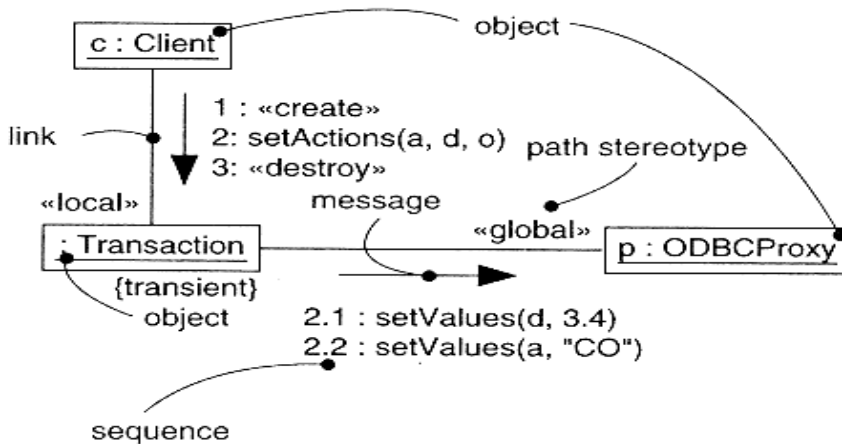 object
c : Client
1 : «create»
2: setActions(a, d, o)
3: «destroy»
link
path stereotype
message
«local»
«global»
: Transaction
p : ODBCProxy
{transient}
object
2.1 : setValues(d, 3.4)
2.2 : setValues(a, "CO")
sequence